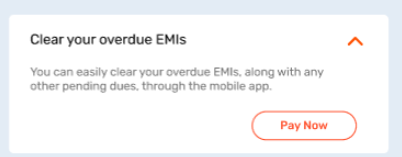 Clear your overdue EMIs
You can easily clear your overdue EMIs, along with any
other pending dues, through the mobile app.
Pay Now